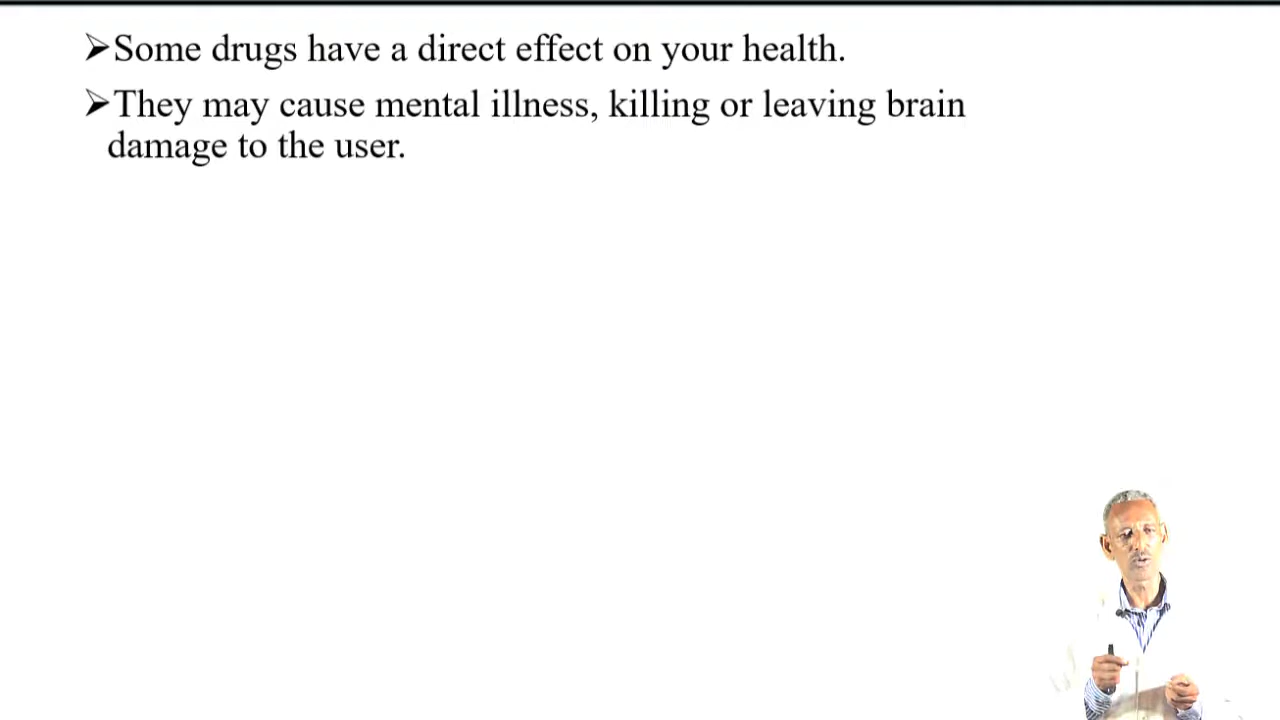 ➢Some drugs have a direct effect on your health.
➢They may cause mental illness, killing or leaving brain
damage to the user.